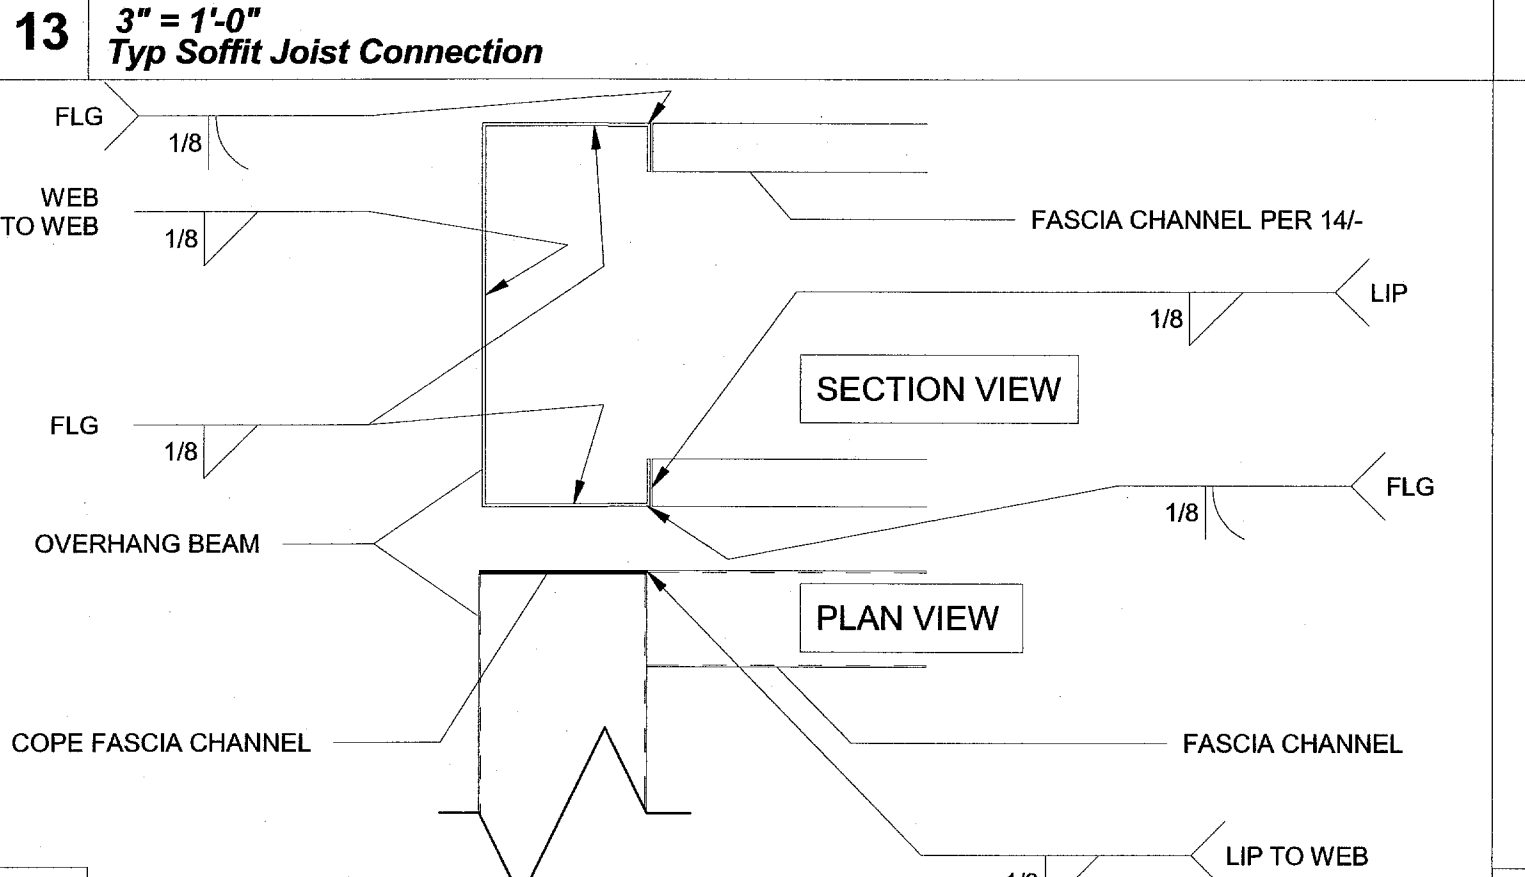 13
3" = 1'-0"
Typ Soffit Joist Connection
FLG
1/8
WEB
TO WEB
1/8
FASCIA CHANNEL PER 14/-
LIP
1/8
SECTION VIEW
FLG
1/8
FLG
1/8
OVERHANG BEAM
PLAN VIEW
COPE FASCIA CHANNEL
FASCIA CHANNEL
LIP TO WEB